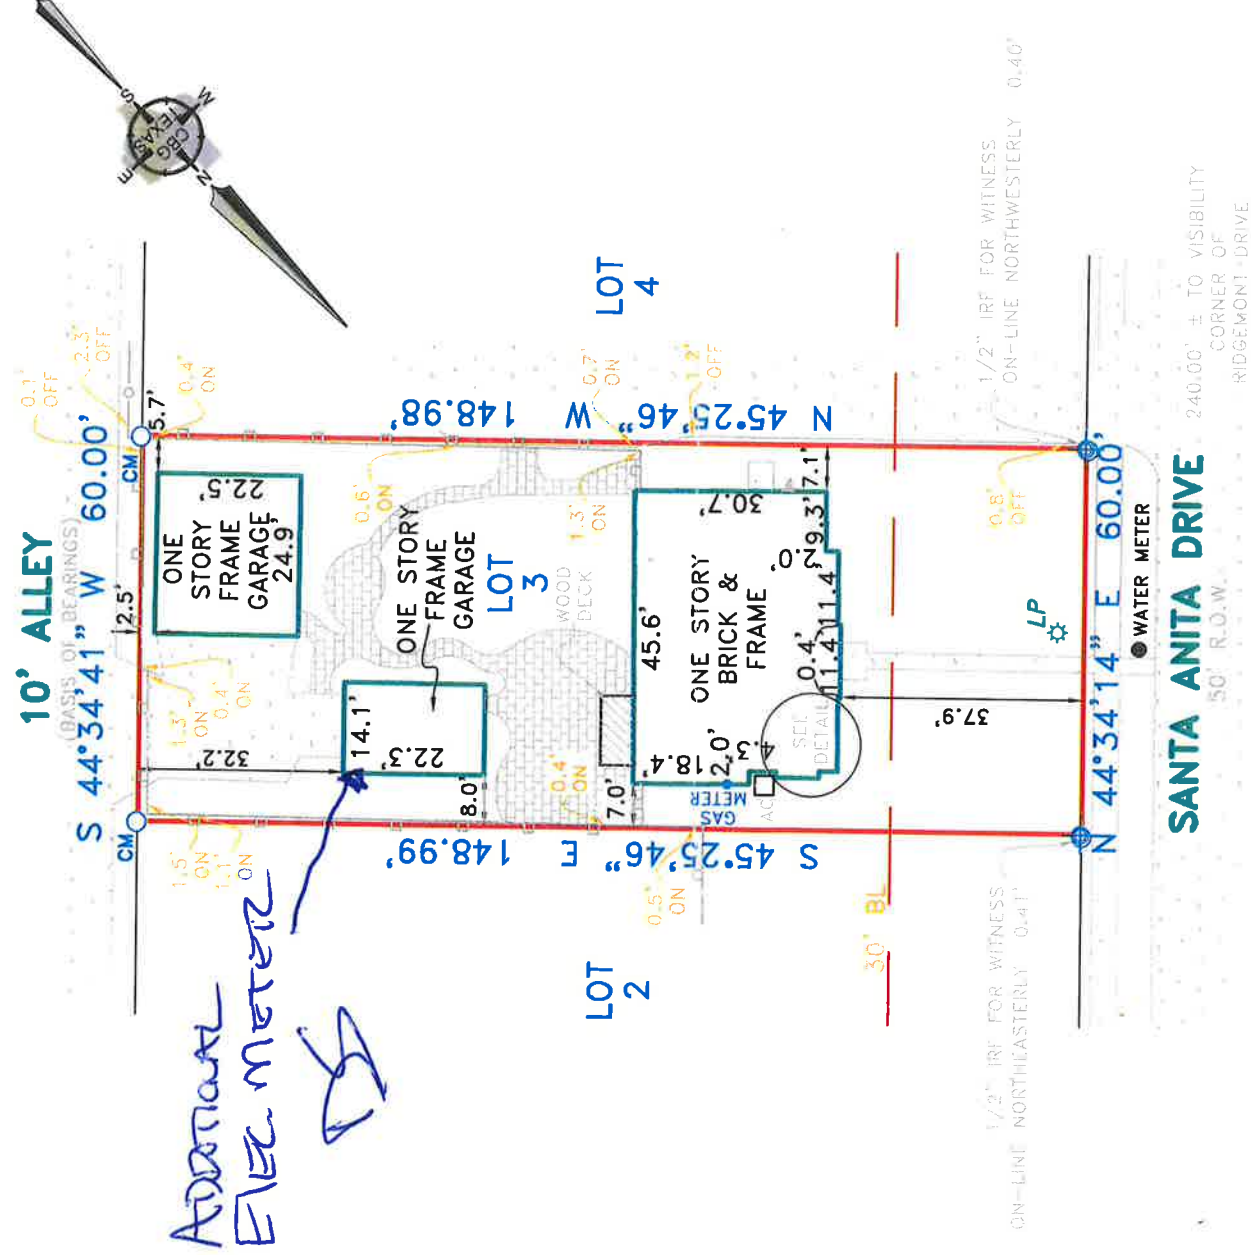 10' ALLEY
(BASIS OF BEARINGS)
S 44°34'41" W 60.00'
CM
CM
0.1'
OFF
2.3'
OFF
0.4'
ON
5.7'
2.5'
ONE
STORY
FRAME
GARAGE
22.5'
24.9'
1.3'
ON
0.4'
ON
32.2'
1.5'
ON
1.1'
ON
0.6'
ON
ONE STORY
FRAME
GARAGE
14.1'
22.3'
8.0'
LOT
3
WOOD
DECK
1.3'
ON
0.7'
ON
1.2'
OFF
0.4'
ON
7.0'
N 45°25'46" W 148.98'
S 45°25'46" E 148.99'
LOT
4
LOT
2
45.6'
30.7'
ONE STORY
BRICK &
FRAME
18.4'
2.0'
4.3'
GAS
METER
AC
SEE
DETAIL
0.4'
11.4'
11.4'
2.0'
9.3'
7.1'
0.5'
ON
30' BL
37.9'
0.8'
OFF
LP
1/2" IRF FOR WITNESS
ON-LINE NORTHWESTERLY 0.40'
1/2" IRF FOR WITNESS
ON-LINE NORTHEASTERLY 0.41'
N 44°34'14" E 60.00'
WATER METER
SANTA ANITA DRIVE
50' R.O.W.
240.00' ± TO VISIBILITY
CORNER OF
RIDGEMONT DRIVE
ADDITIONAL
ELEC. METER
S
W
E
N
CBG
TEXAS